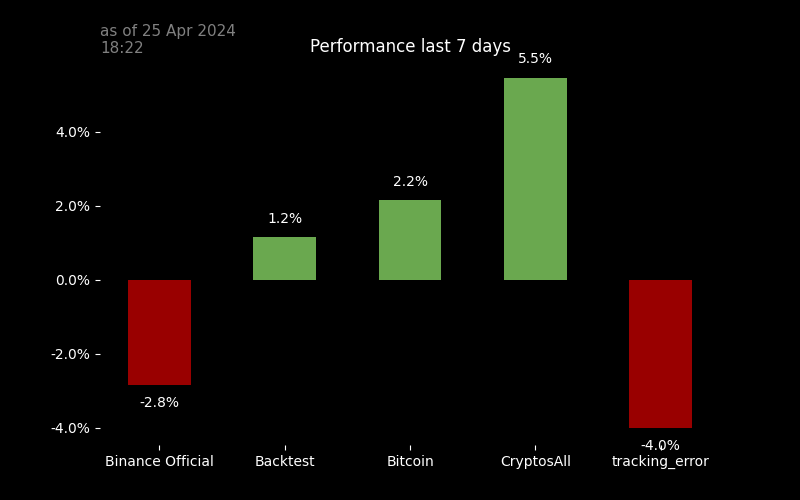 as of 25 Apr 2024
18:22
Performance last 7 days
5.5%
4.0%
2.2%
2.0%
1.2%
0.0%
-2.0%
-2.8%
-4.0%
-4.0%
Binance Official
Backtest
Bitcoin
CryptosAll
tracking_error